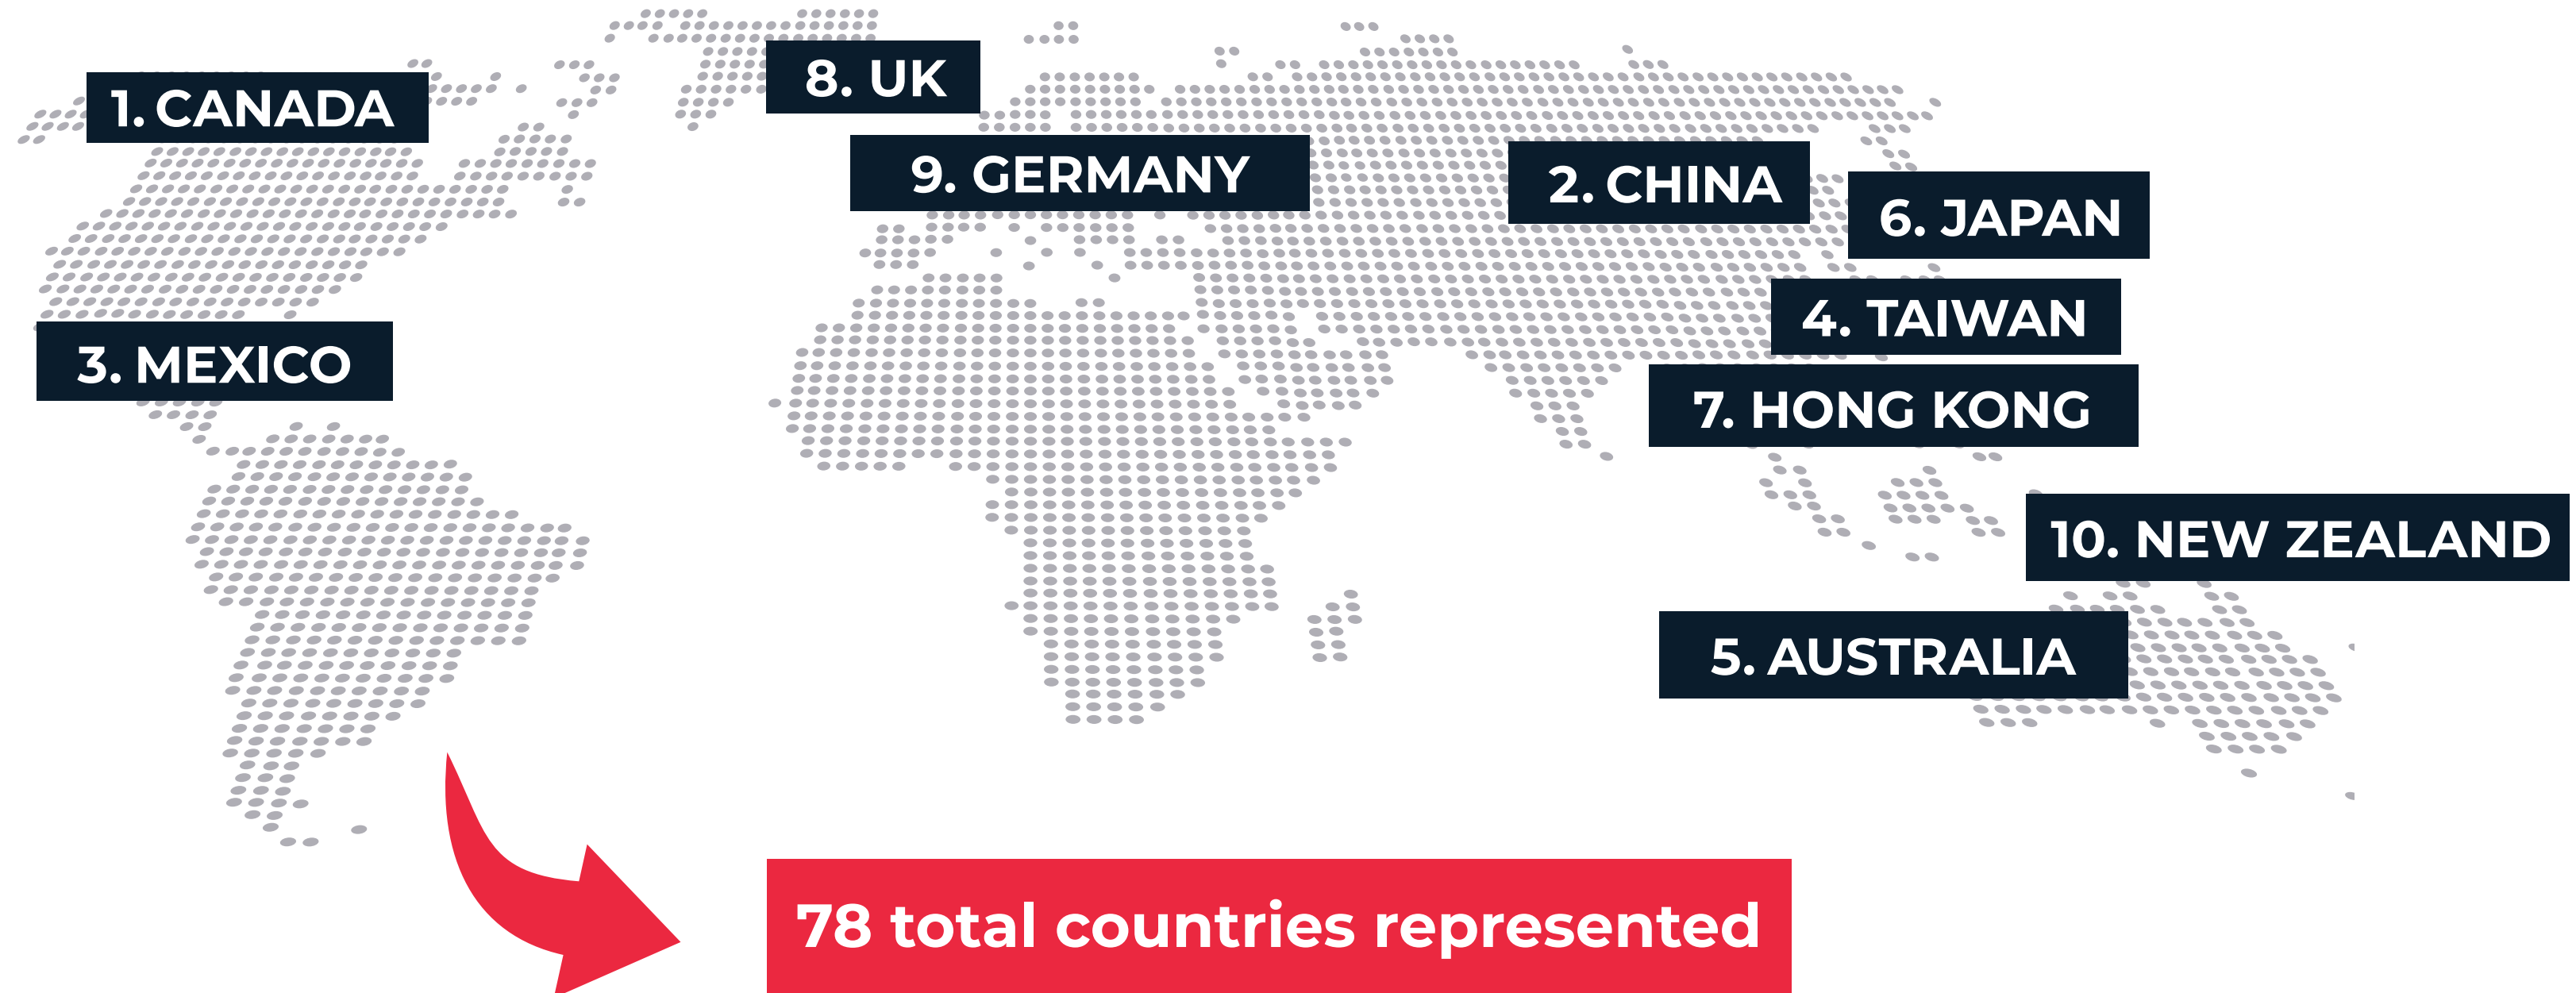 8. UK
1. CANADA
9. GERMANY
2. CHINA
6. JAPAN
4. TAIWAN
3. MEXICO
7. HONG KONG
10. NEW ZEALAND
5. AUSTRALIA
78 total countries represented